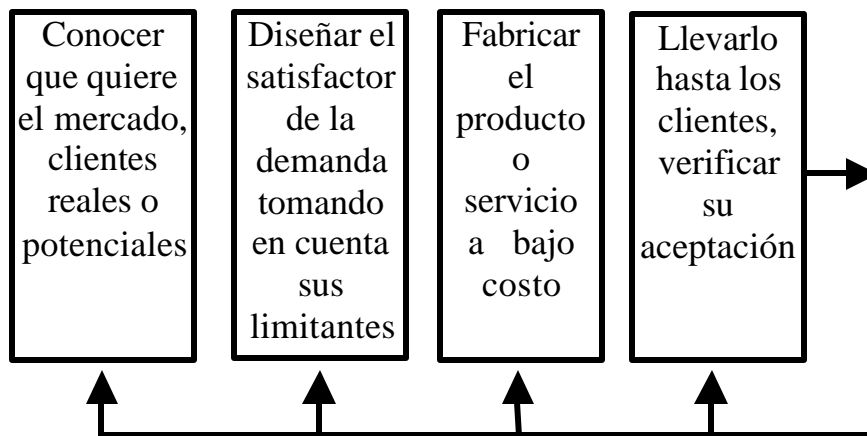 Conocer
que quiere
el mercado,
clientes
reales o
potenciales
Diseñar el
satisfactor
de la
demanda
tomando
en cuenta
sus
limitantes
Fabricar
el
producto
o
servicio
a bajo
costo
Llevarlo
hasta los
clientes,
verificar
su
aceptación